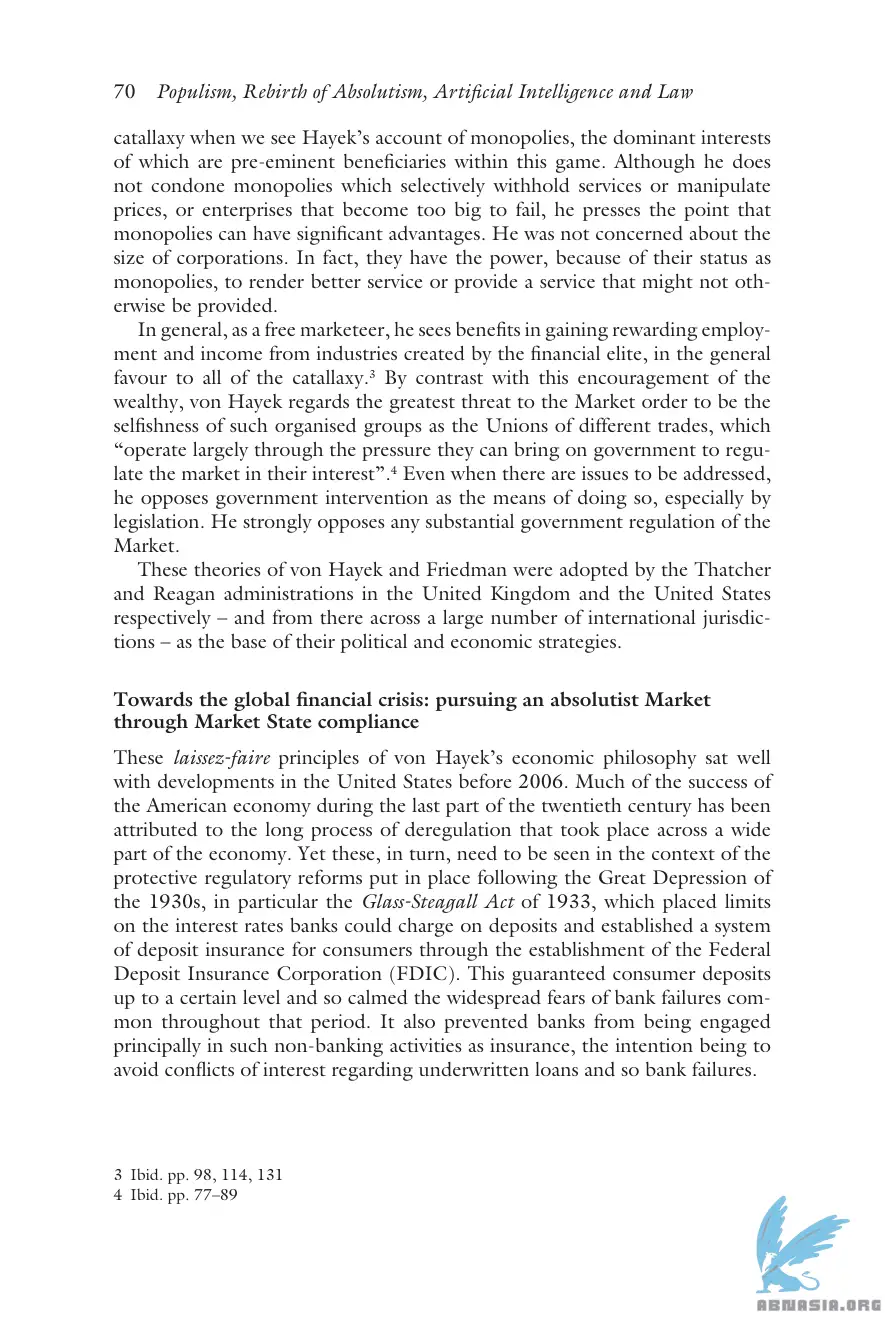 70 Populism, Rebirth of Absolutism, Artificial Intelligence and Law
catallaxy when we see Hayek’s account of monopolies, the dominant interests
of which are pre-eminent beneficiaries within this game. Although he does
not condone monopolies which selectively withhold services or manipulate
prices, or enterprises that become too big to fail, he presses the point that
monopolies can have significant advantages. He was not concerned about the
size of corporations. In fact, they have the power, because of their status as
monopolies, to render better service or provide a service that might not oth-
erwise be provided.
In general, as a free marketeer, he sees benefits in gaining rewarding employ-
ment and income from industries created by the financial elite, in the general
favour to all of the catallaxy.³ By contrast with this encouragement of the
wealthy, von Hayek regards the greatest threat to the Market order to be the
selfishness of such organised groups as the Unions of different trades, which
“operate largely through the pressure they can bring on government to regu-
late the market in their interest”.⁴ Even when there are issues to be addressed,
he opposes government intervention as the means of doing so, especially by
legislation. He strongly opposes any substantial government regulation of the
Market.
These theories of von Hayek and Friedman were adopted by the Thatcher
and Reagan administrations in the United Kingdom and the United States
respectively – and from there across a large number of international jurisdic-
tions – as the base of their political and economic strategies.
Towards the global financial crisis: pursuing an absolutist Market
through Market State compliance
These laissez-faire principles of von Hayek’s economic philosophy sat well
with developments in the United States before 2006. Much of the success of
the American economy during the last part of the twentieth century has been
attributed to the long process of deregulation that took place across a wide
part of the economy. Yet these, in turn, need to be seen in the context of the
protective regulatory reforms put in place following the Great Depression of
the 1930s, in particular the Glass-Steagall Act of 1933, which placed limits
on the interest rates banks could charge on deposits and established a system
of deposit insurance for consumers through the establishment of the Federal
Deposit Insurance Corporation (FDIC). This guaranteed consumer deposits
up to a certain level and so calmed the widespread fears of bank failures com-
mon throughout that period. It also prevented banks from being engaged
principally in such non-banking activities as insurance, the intention being to
avoid conflicts of interest regarding underwritten loans and so bank failures.
3 Ibid. pp. 98, 114, 131
4 Ibid. pp. 77–89
ABNASIA.ORG